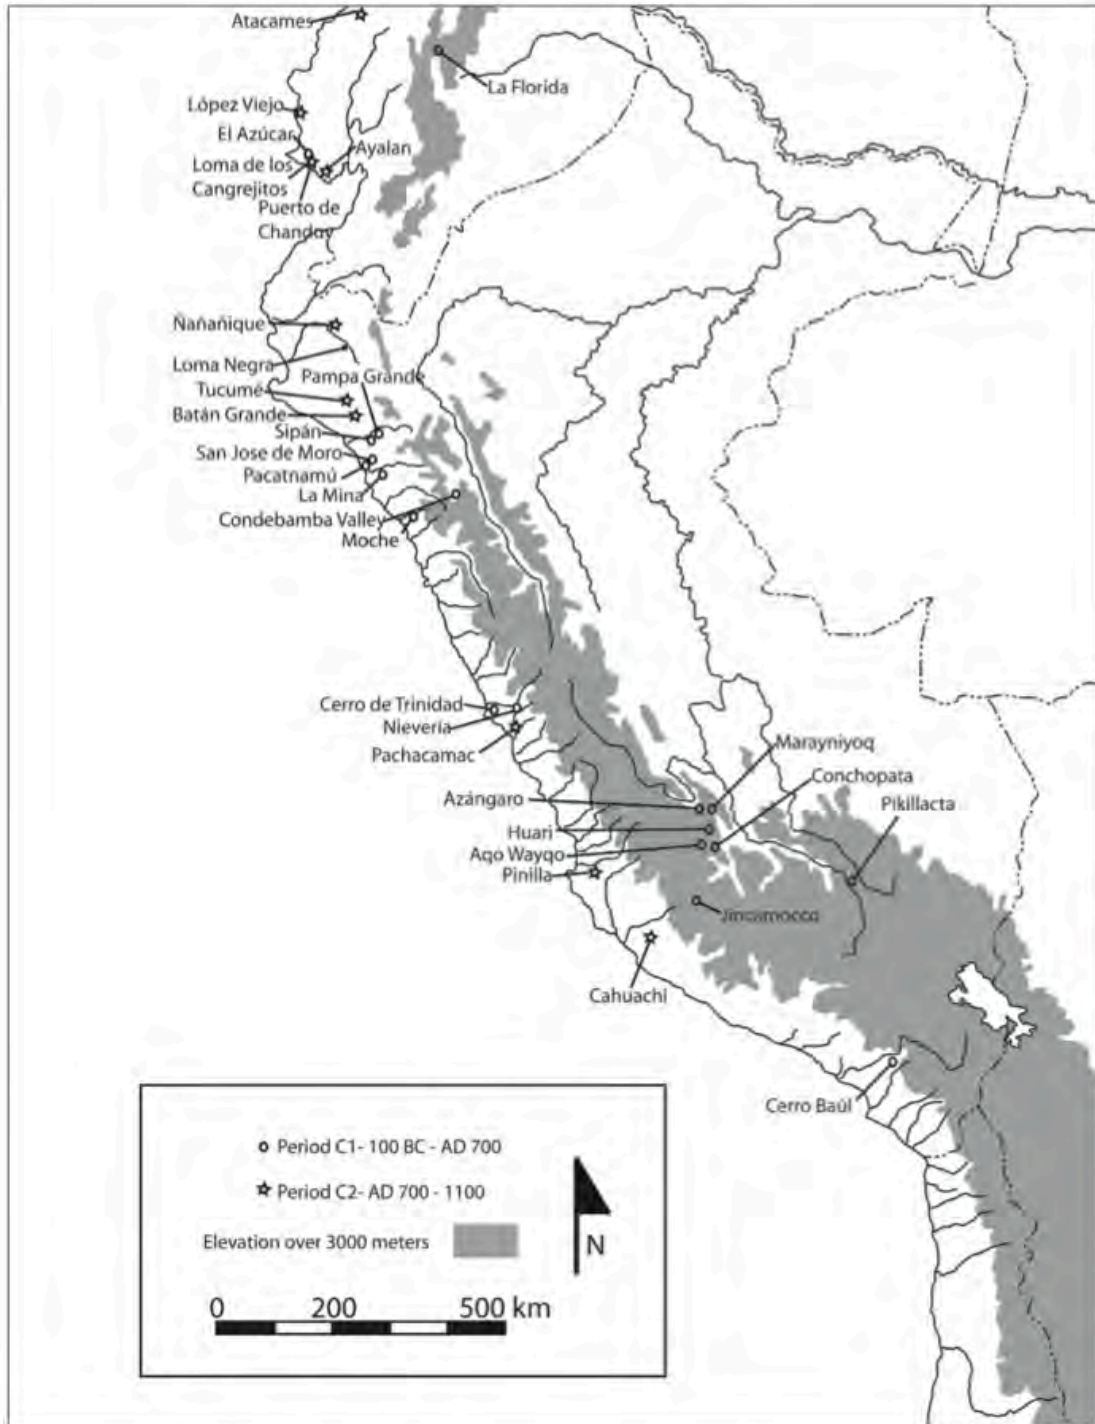 Atacames
La Florida
López Viejo
El Azúcar
Ayalan
Loma de los
Cangrejitos
Puerto de
Chanduy
Ñañañique
Loma Negra
Pampa Grande
Tucumé
Batán Grande
Sipán
San Jose de Moro
Pacatnamú
La Mina
Condebamba Valley
Moche
Cerro de Trinidad
Nievería
Pachacamac
Marayniyoq
Conchopata
Azángaro
Pikillacta
Huari
Aqo Wayqo
Pinilla
Jincamocco
Cahuachi
Cerro Baúl
Period C1- 100 BC - AD 700
Period C2- AD 700 - 1100
Elevation over 3000 meters
N
0 200 500 km